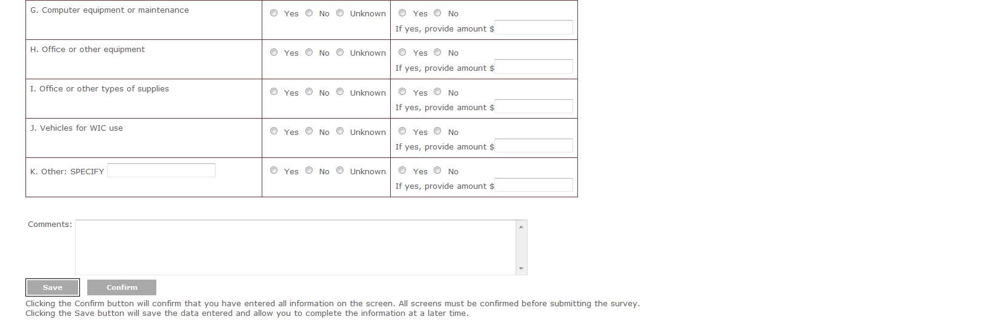 G. Computer equipment or maintenance
Yes No Unknown
Yes No
If yes, provide amount $
H. Office or other equipment
Yes No Unknown
Yes No
If yes, provide amount $
I. Office or other types of supplies
Yes No Unknown
Yes No
If yes, provide amount $
J. Vehicles for WIC use
Yes No Unknown
Yes No
If yes, provide amount $
K. Other: SPECIFY
Yes No Unknown
Yes No
If yes, provide amount $
Comments:
Save
Confirm
Clicking the Confirm button will confirm that you have entered all information on the screen. All screens must be confirmed before submitting the survey.
Clicking the Save button will save the data entered and allow you to complete the information at a later time.